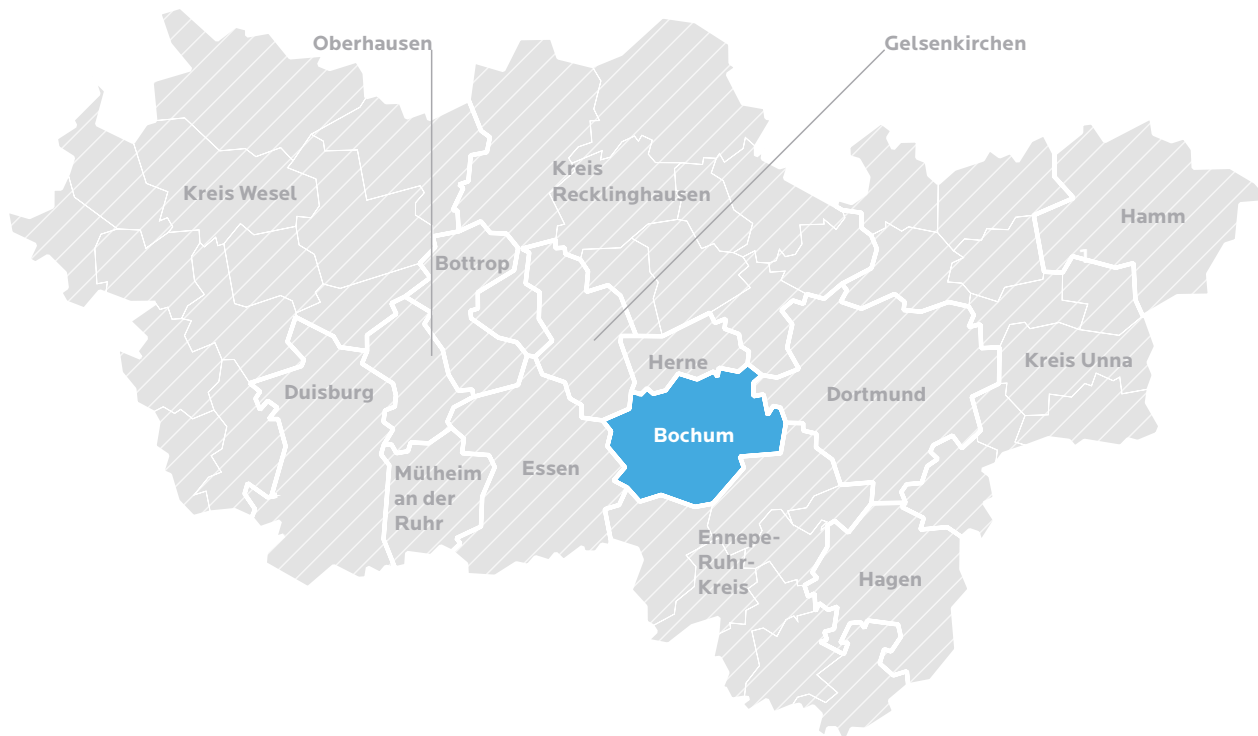 Oberhausen
Gelsenkirchen
Kreis
Recklinghausen
Kreis Wesel
Hamm
Bottrop
Herne
Kreis Unna
Duisburg
Dortmund
Bochum
Essen
Mülheim
an der
Ruhr
Ennepe-
Ruhr-
Kreis
Hagen